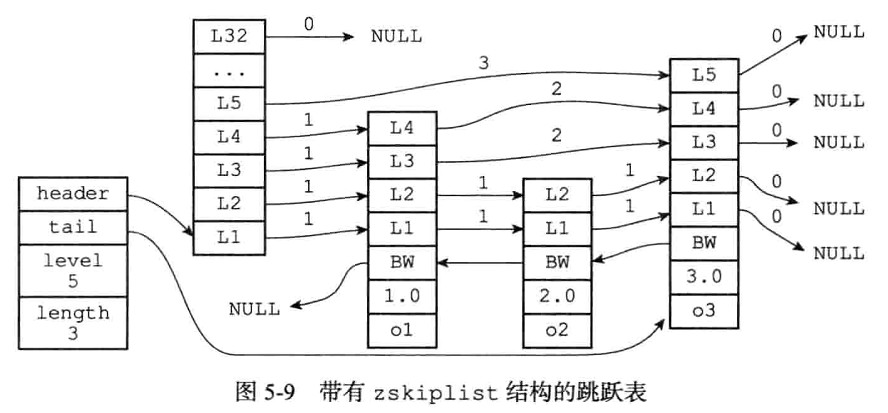 L32 0 NULL
...
L5 3 L5 0 NULL
L4 1 L4 2 L4 0 NULL
L3 1 L3 2 L3 0 NULL
L2 1 L2 1 L2 1 L2 0 NULL
L1 1 L1 1 L1 1 L1 0 NULL
header
tail
level
5
length
3
NULL
BW
1.0
o1
BW
2.0
o2
BW
3.0
o3
图 5-9 带有 zskiplist 结构的跳跃表